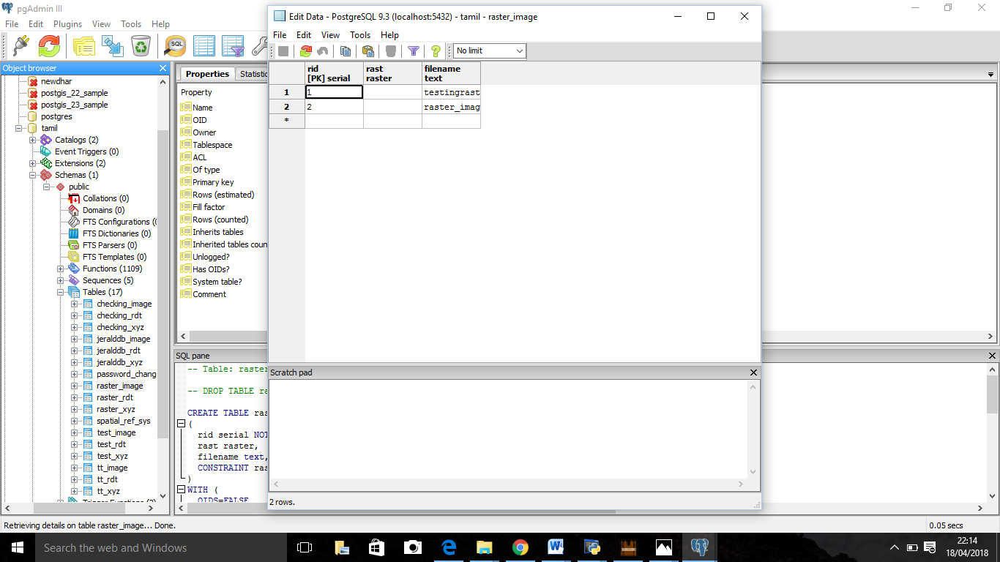 pgAdmin III
File Edit Plugins View Tools Help
SQL
Object browser
newdhar
postgis_22_sample
postgis_23_sample
postgres
tamil
Catalogs (2)
Event Triggers (0)
Extensions (2)
Schemas (1)
public
Collations (0)
Domains (0)
FTS Configurations (
FTS Dictionaries (0)
FTS Parsers (0)
FTS Templates (0)
Functions (1109)
Sequences (5)
Tables (17)
checking_image
checking_rdt
checking_xyz
jeralddb_image
jeralddb_rdt
jeralddb_xyz
password_chang
raster_image
raster_rdt
raster_xyz
spatial_ref_sys
test_image
test_rdt
test_xyz
tt_image
tt_rdt
tt_xyz
Trigger Functions (
Properties Statistic
Property
Name
OID
Owner
Tablespace
ACL
Of type
Primary key
Rows (estimated)
Fill factor
Rows (counted)
Inherits tables
Inherited tables coun
Unlogged?
Has OIDs?
System table?
Comment
SQL pane
-- Table: raster
-- DROP TABLE ra
CREATE TABLE ras
(
rid serial NOT
rast raster,
filename text,
CONSTRAINT ras
)
WITH (
OIDS=FALSE
Edit Data - PostgreSQL 9.3 (localhost:5432) - tamil - raster_image
File Edit View Tools Help
No limit
rid rast filename
[PK] serial raster text
1 1 testingrast
2 2 raster_imag
*
Scratch pad
2 rows.
Retrieving details on table raster_image... Done.
0.05 secs
Search the web and Windows
22:14
18/04/2018